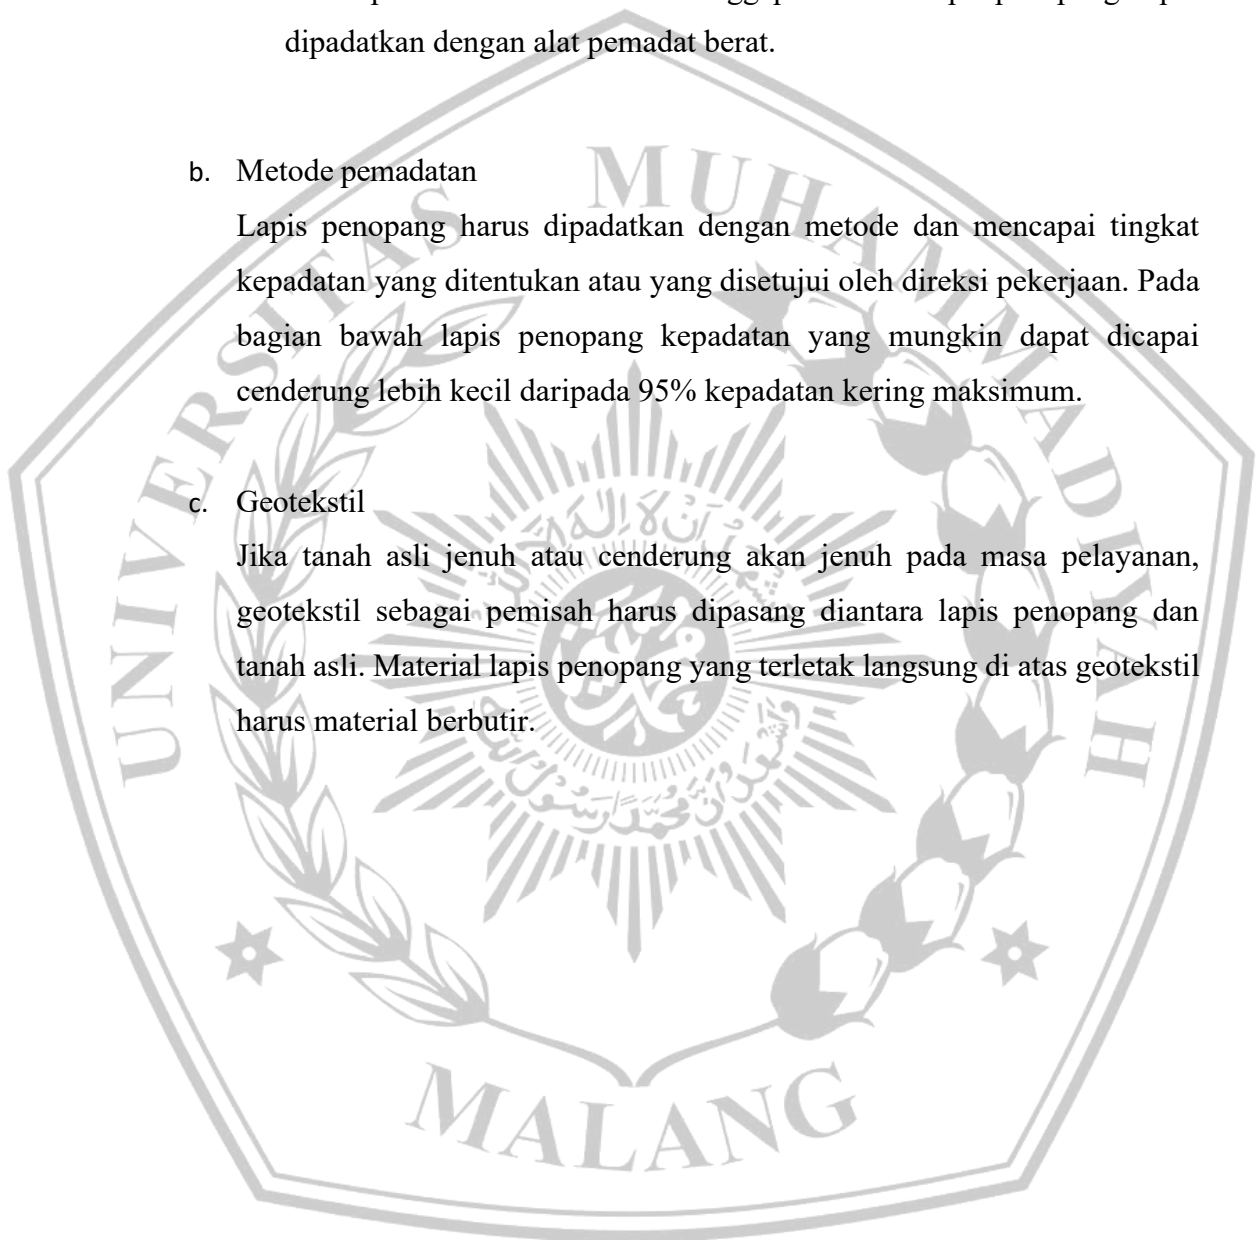 dipadatkan dengan alat pemadat berat.
b. Metode pemadatan
Lapis penopang harus dipadatkan dengan metode dan mencapai tingkat
kepadatan yang ditentukan atau yang disetujui oleh direksi pekerjaan. Pada
bagian bawah lapis penopang kepadatan yang mungkin dapat dicapai
cenderung lebih kecil daripada 95% kepadatan kering maksimum.
c. Geotekstil
Jika tanah asli jenuh atau cenderung akan jenuh pada masa pelayanan,
geotekstil sebagai pemisah harus dipasang diantara lapis penopang dan
tanah asli. Material lapis penopang yang terletak langsung di atas geotekstil
harus material berbutir.
UNIVERSITAS MUHAMMADIYAH
MALANG